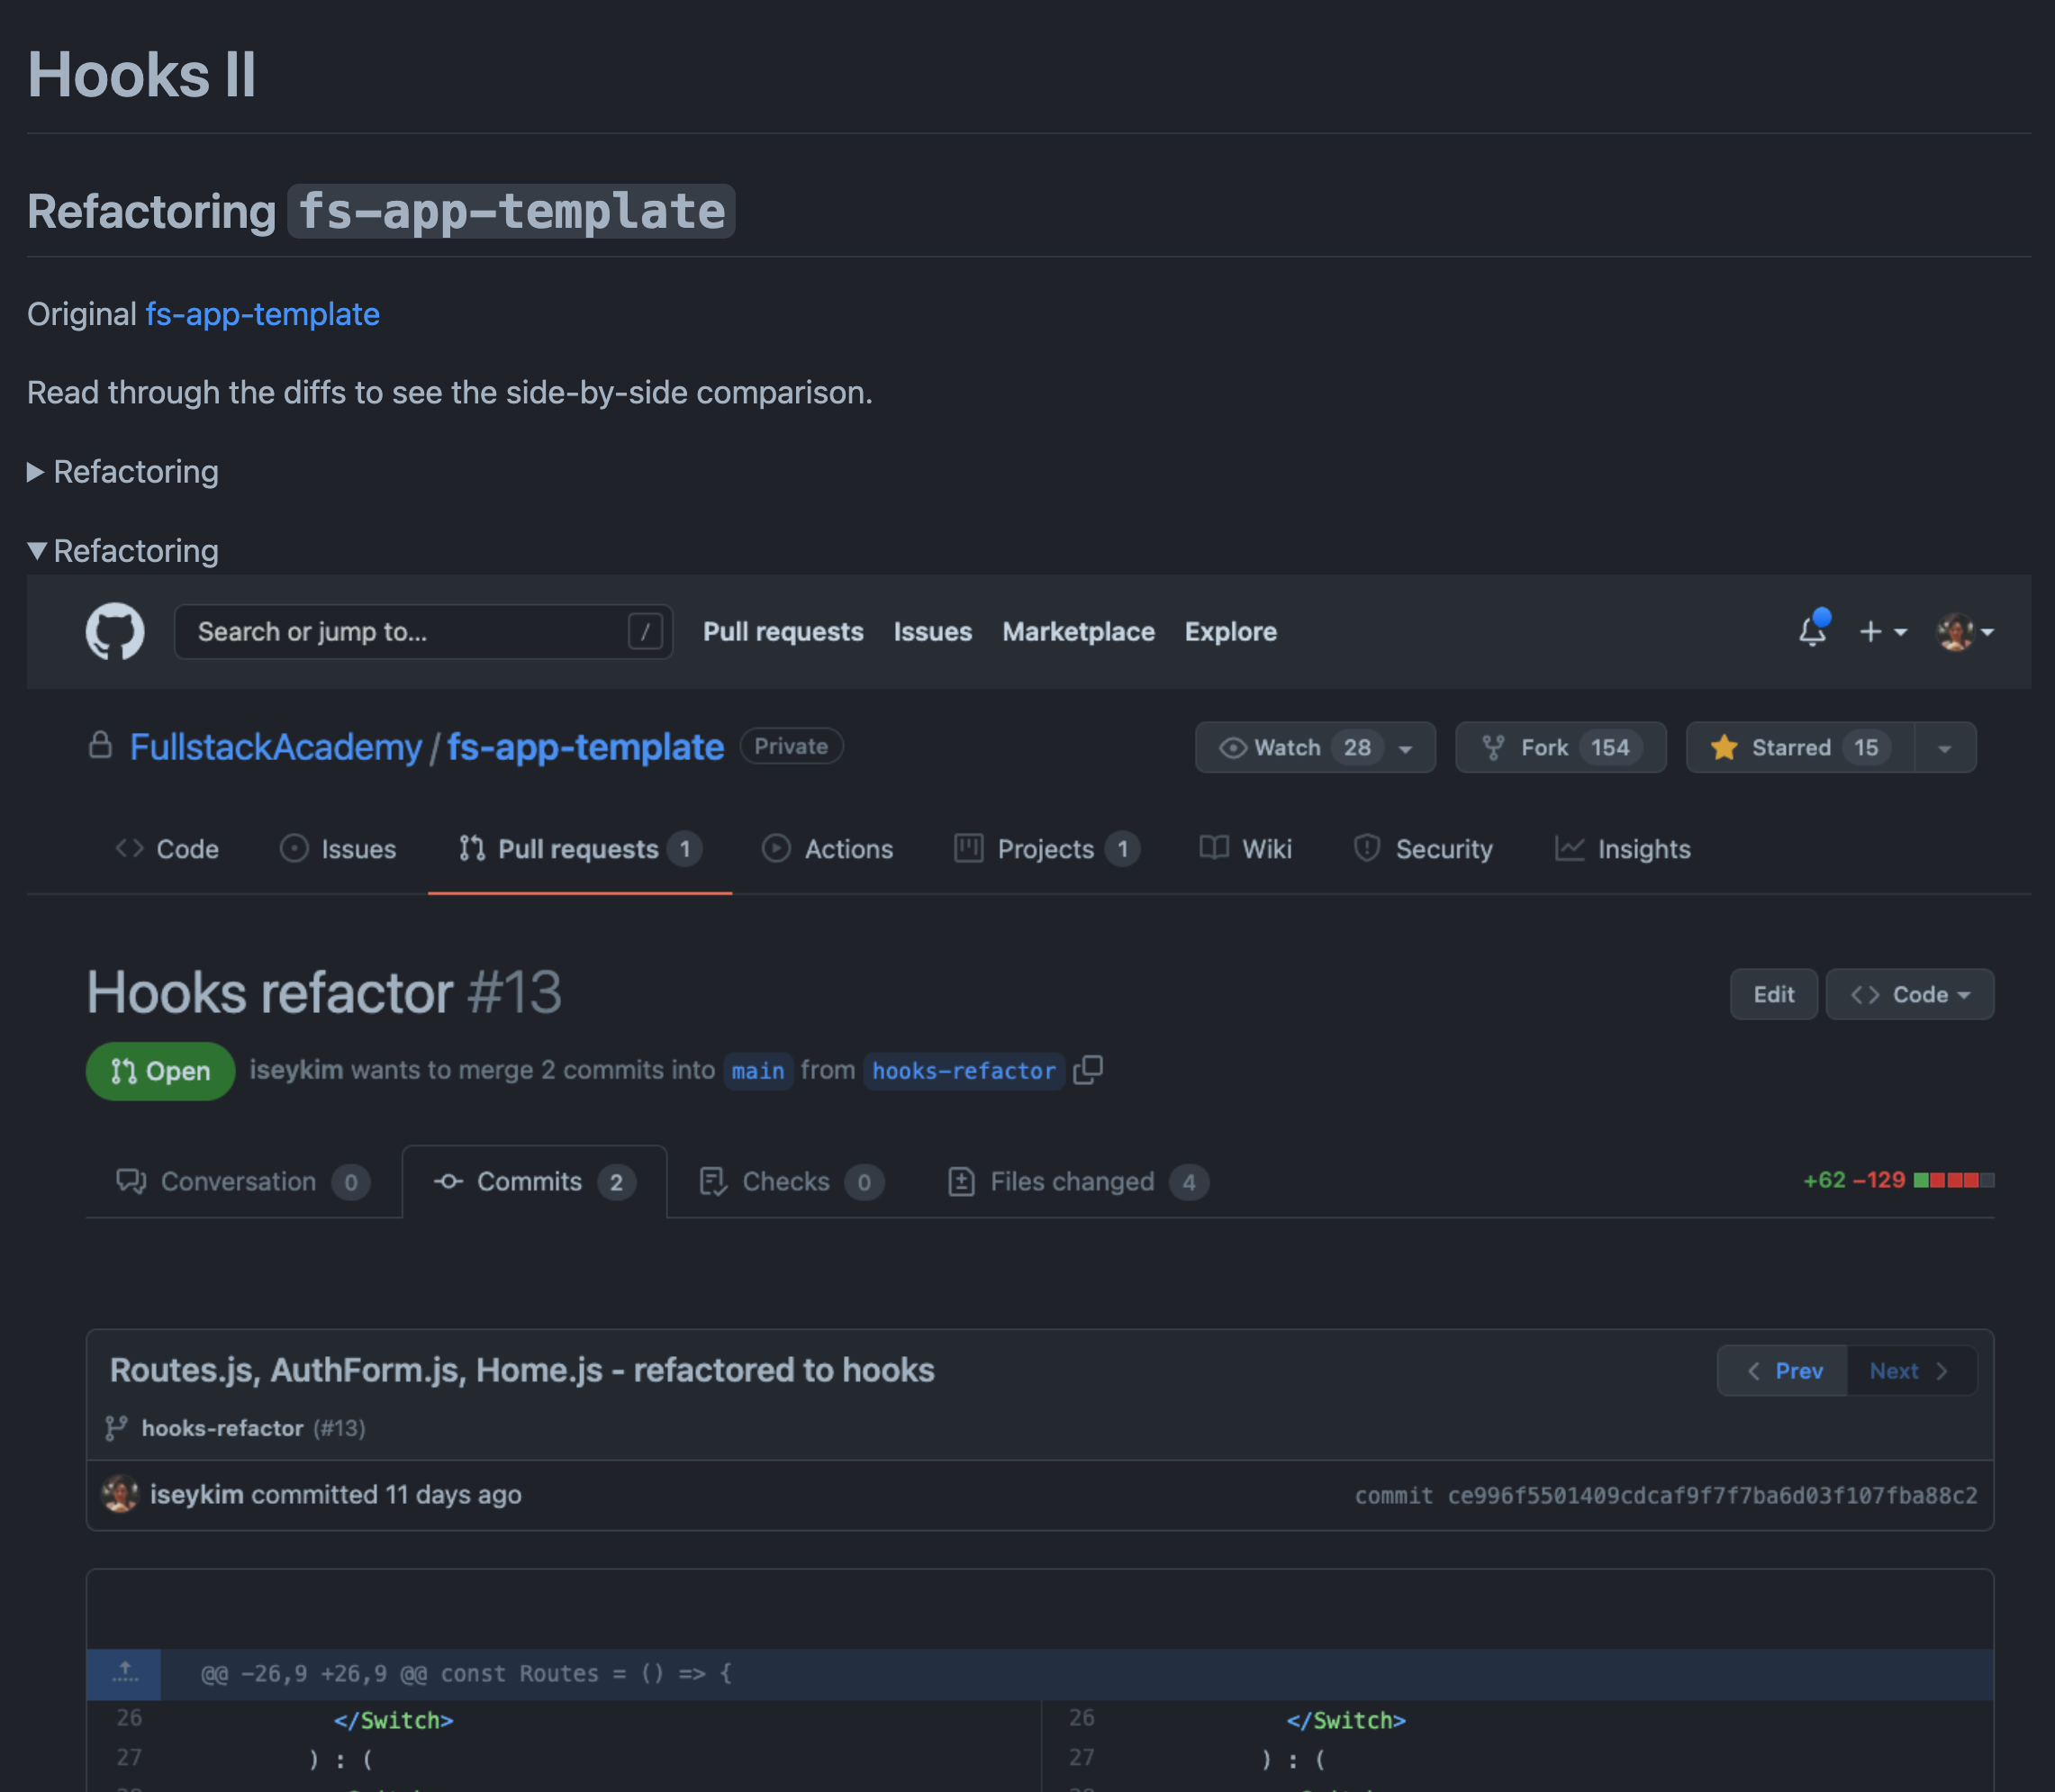 Hooks II
Refactoring fs-app-template
Original fs-app-template
Read through the diffs to see the side-by-side comparison.
Refactoring
Refactoring
Search or jump to... / Pull requests Issues Marketplace Explore
FullstackAcademy / fs-app-template Private Watch 28 Fork 154 Starred 15
Code Issues Pull requests 1 Actions Projects 1 Wiki Security Insights
Hooks refactor #13 Edit Code
Open iseykim wants to merge 2 commits into main from hooks-refactor
Conversation 0 Commits 2 Checks 0 Files changed 4 +62 −129
Routes.js, AuthForm.js, Home.js - refactored to hooks Prev Next
hooks-refactor (#13)
iseykim committed 11 days ago commit ce996f5501409cdcaf9f7f7ba6d03f107fba88c2
@@ -26,9 +26,9 @@ const Routes = () => {
26 </Switch> 26 </Switch>
27 ) : ( 27 ) : (